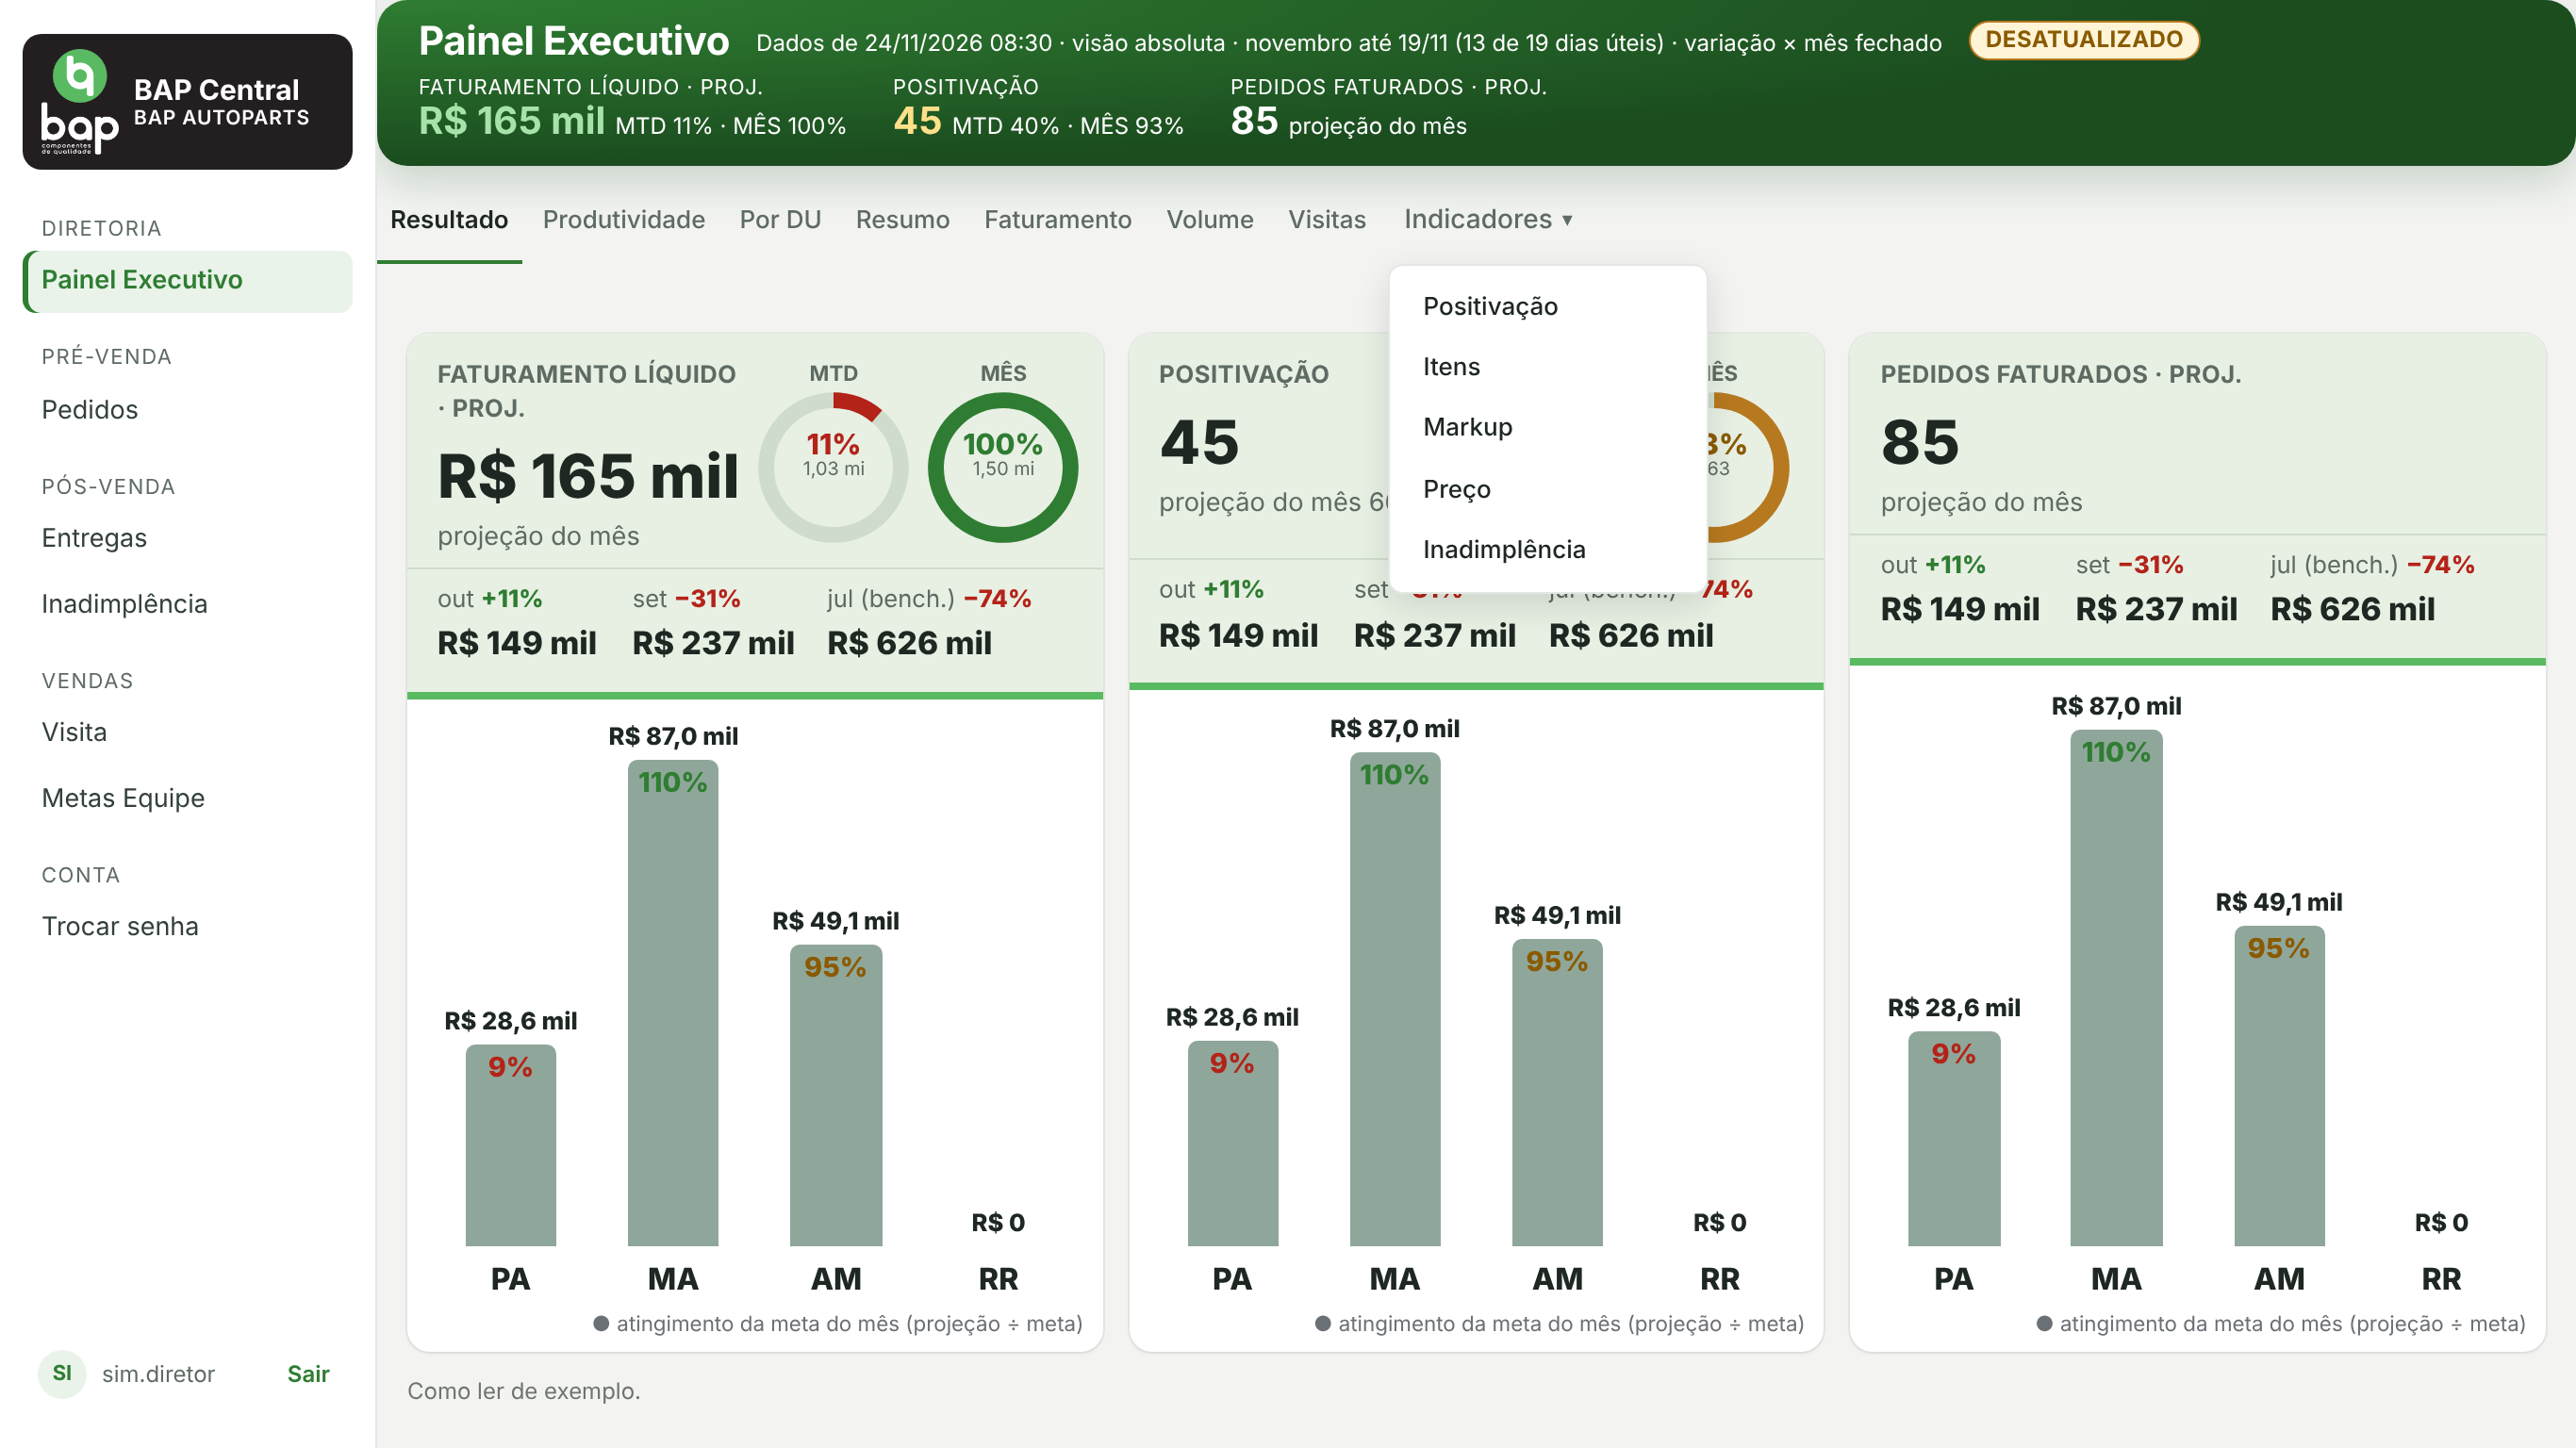 bap
componentes
de qualidade
BAP Central
BAP AUTOPARTS
DIRETORIA
Painel Executivo
PRÉ-VENDA
Pedidos
PÓS-VENDA
Entregas
Inadimplência
VENDAS
Visita
Metas Equipe
CONTA
Trocar senha
SI sim.diretor Sair
Painel Executivo Dados de 24/11/2026 08:30 · visão absoluta · novembro até 19/11 (13 de 19 dias úteis) · variação × mês fechado DESATUALIZADO
FATURAMENTO LÍQUIDO · PROJ. POSITIVAÇÃO PEDIDOS FATURADOS · PROJ.
R$ 165 mil MTD 11% · MÊS 100% 45 MTD 40% · MÊS 93% 85 projeção do mês
Resultado Produtividade Por DU Resumo Faturamento Volume Visitas Indicadores ▾
Positivação
Itens
Markup
Preço
Inadimplência
FATURAMENTO LÍQUIDO
· PROJ.
R$ 165 mil
projeção do mês
MTD
11%
1,03 mi
MÊS
100%
1,50 mi
out +11% set −31% jul (bench.) −74%
R$ 149 mil R$ 237 mil R$ 626 mil
R$ 87,0 mil
110%
R$ 49,1 mil
95%
R$ 28,6 mil
9%
R$ 0
PA MA AM RR
● atingimento da meta do mês (projeção ÷ meta)
POSITIVAÇÃO
45
projeção do mês
63
out +11% set jul (bench.) 74%
R$ 149 mil R$ 237 mil R$ 626 mil
R$ 87,0 mil
110%
R$ 49,1 mil
95%
R$ 28,6 mil
9%
R$ 0
PA MA AM RR
● atingimento da meta do mês (projeção ÷ meta)
PEDIDOS FATURADOS · PROJ.
85
projeção do mês
out +11% set −31% jul (bench.) −74%
R$ 149 mil R$ 237 mil R$ 626 mil
R$ 87,0 mil
110%
R$ 49,1 mil
95%
R$ 28,6 mil
9%
R$ 0
PA MA AM RR
● atingimento da meta do mês (projeção ÷ meta)
Como ler de exemplo.